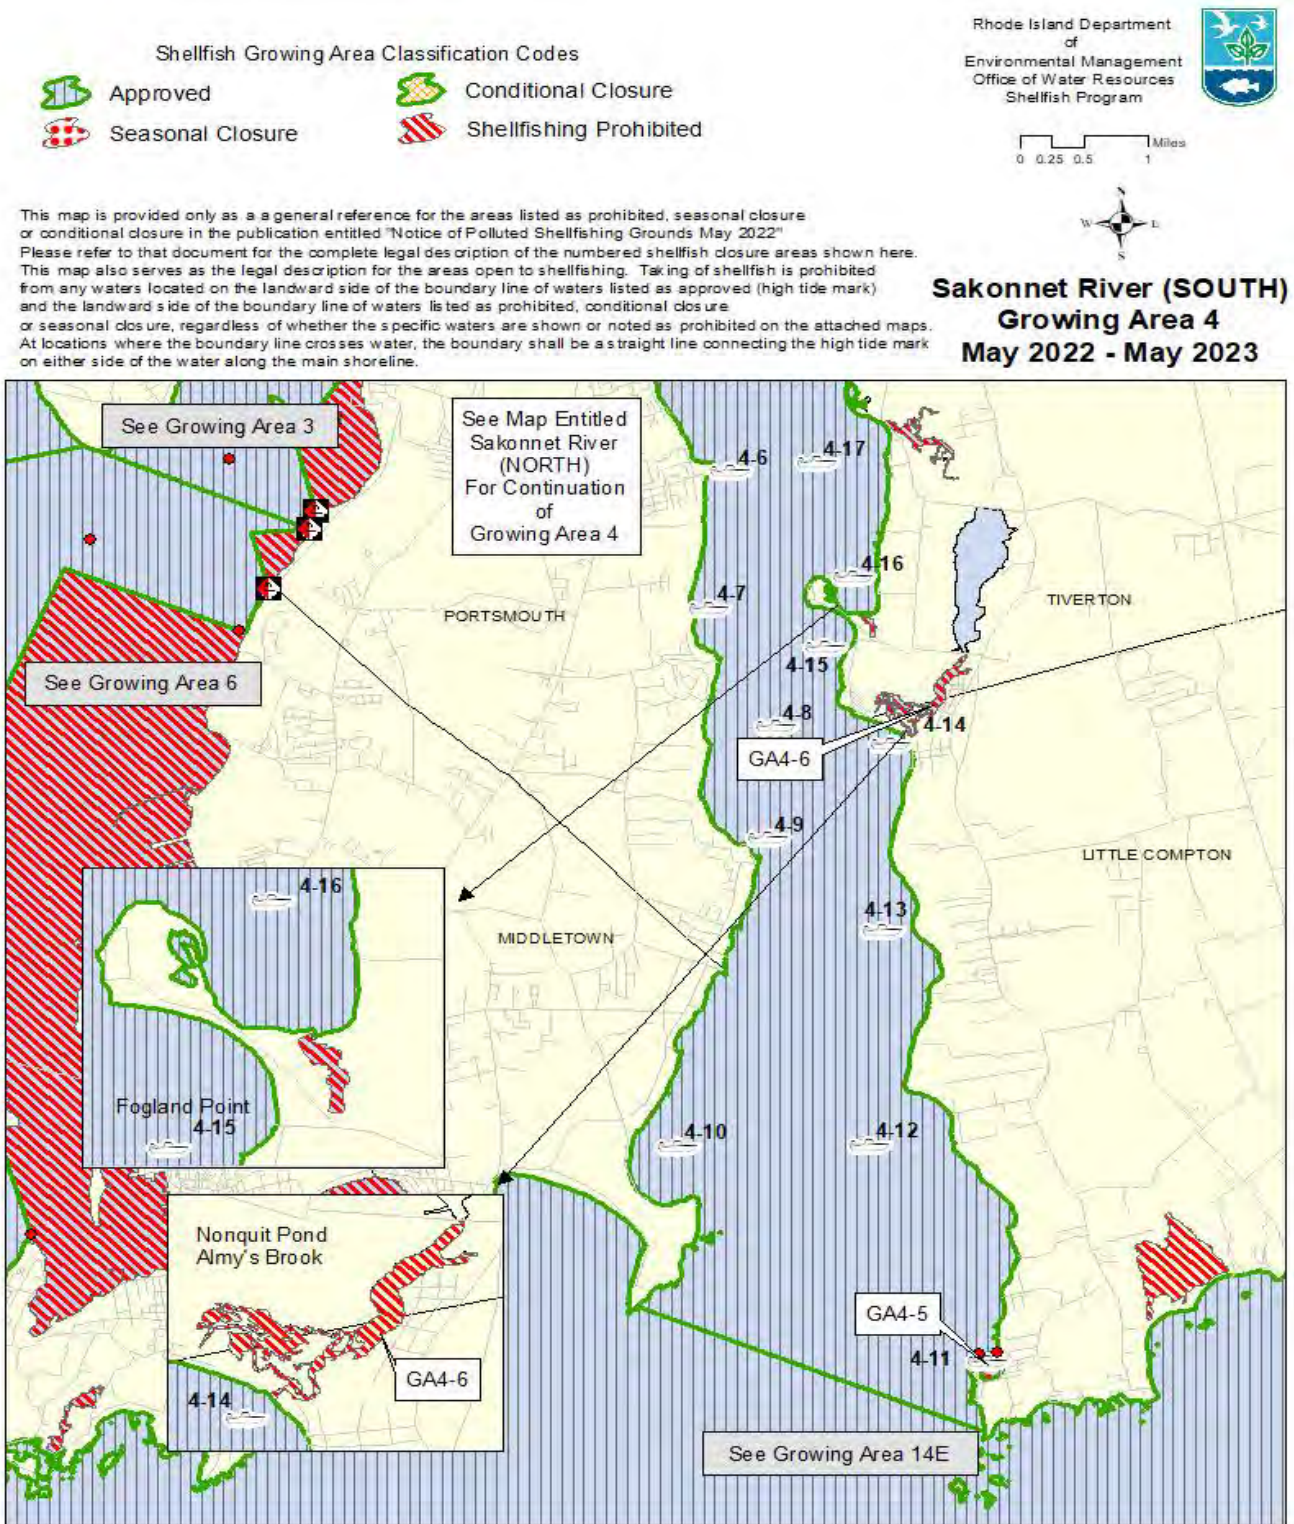 Shellfish Growing Area Classification Codes
Approved
Conditional Closure
Seasonal Closure
Shellfishing Prohibited
Rhode Island Department
of
Environmental Management
Office of Water Resources
Shellfish Program
Miles
0 0.25 0.5 1
N
W E
S
This map is provided only as a a general reference for the areas listed as prohibited, seasonal closure
or conditional closure in the publication entitled "Notice of Polluted Shellfishing Grounds May 2022"
Please refer to that document for the complete legal description of the numbered shellfish closure areas shown here.
This map also serves as the legal description for the areas open to shellfishing. Taking of shellfish is prohibited
from any waters located on the landward side of the boundary line of waters listed as approved (high tide mark)
and the landward side of the boundary line of waters listed as prohibited, conditional closure
or seasonal closure, regardless of whether the specific waters are shown or noted as prohibited on the attached maps.
At locations where the boundary line crosses water, the boundary shall be a straight line connecting the high tide mark
on either side of the water along the main shoreline.
Sakonnet River (SOUTH)
Growing Area 4
May 2022 - May 2023
See Growing Area 3
See Map Entitled
Sakonnet River
(NORTH)
For Continuation
of
Growing Area 4
4-6
4-17
4-16
4-7
PORTSMOUTH
TIVERTON
4-15
See Growing Area 6
4-8
4-14
GA4-6
4-9
LITTLE COMPTON
4-16
4-13
MIDDLETOWN
Fogland Point
4-15
4-10
4-12
Nonquit Pond
Almy's Brook
GA4-6
4-14
GA4-5
4-11
See Growing Area 14E